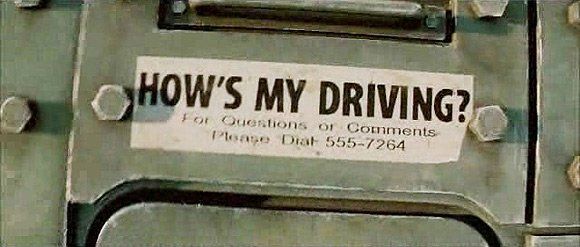 HOW'S MY DRIVING?
For Questions or Comments
Please Dial 555-7264